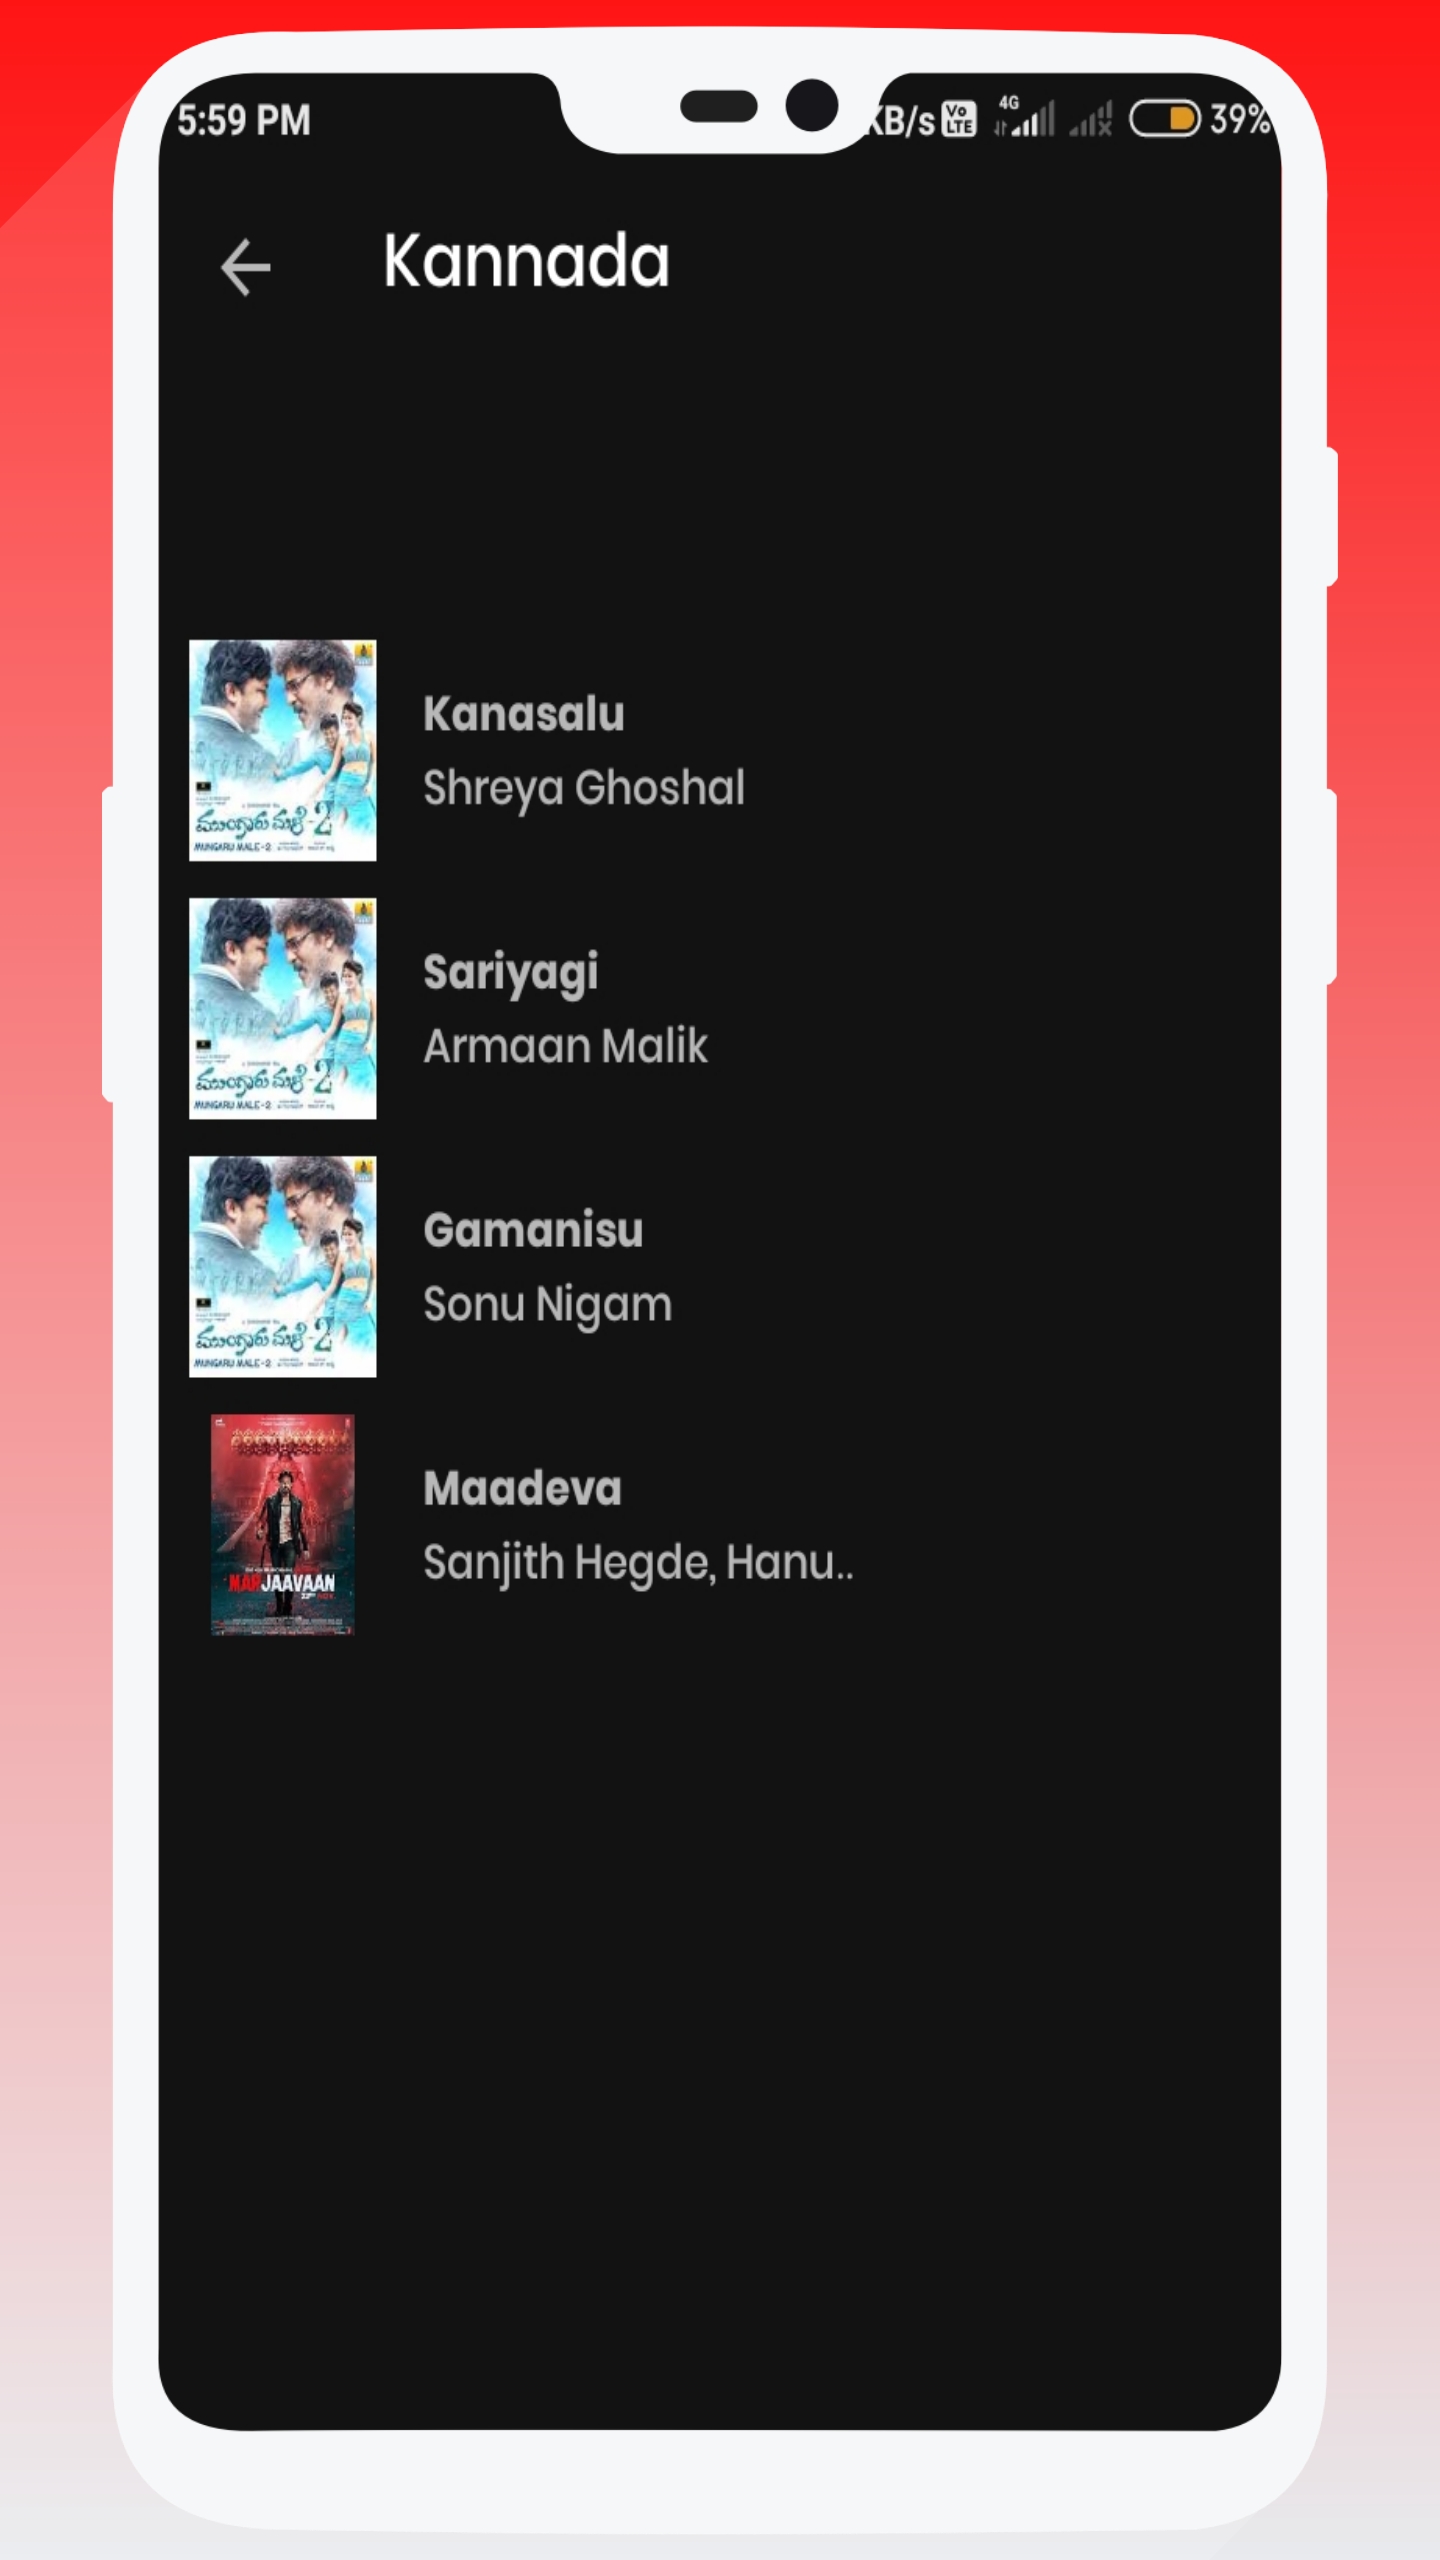 5:59 PM
KB/s Vo LTE 4G 39%
Kannada
ಮುಂಗಾರು ಮಳೆ-2
MUNGARU MALE-2
Kanasalu
Shreya Ghoshal
ಮುಂಗಾರು ಮಳೆ-2
MUNGARU MALE-2
Sariyagi
Armaan Malik
ಮುಂಗಾರು ಮಳೆ-2
MUNGARU MALE-2
Gamanisu
Sonu Nigam
MARJAAVAAN
Maadeva
Sanjith Hegde, Hanu..